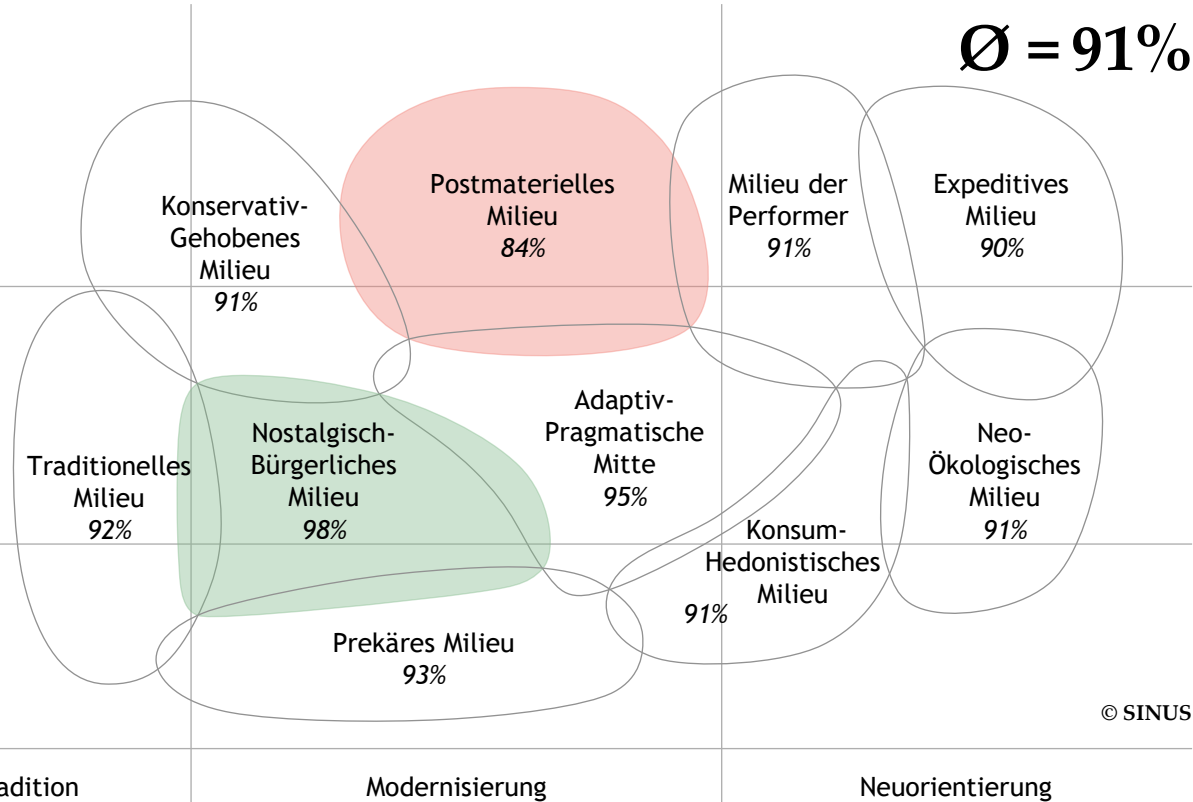 Ø = 91%
Postmaterielles
Milieu
84%
Milieu der
Performer
91%
Expeditives
Milieu
90%
Konservativ-
Gehobenes
Milieu
91%
Adaptiv-
Pragmatische
Mitte
95%
Nostalgisch-
Bürgerliches
Milieu
98%
Neo-
Ökologisches
Milieu
91%
Traditionelles
Milieu
92%
Konsum-
Hedonistisches
Milieu
91%
Prekäres Milieu
93%
© SINUS
adition
Modernisierung
Neuorientierung